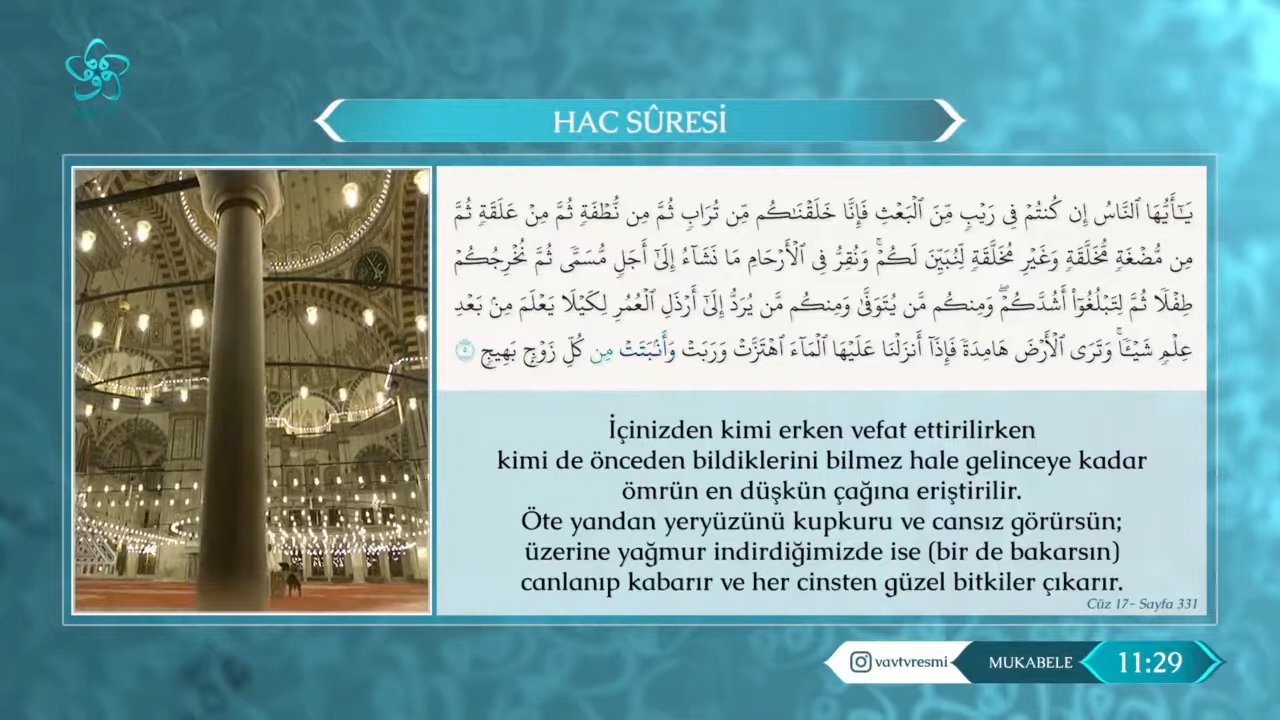 HAC SÛRESİ
يَـٰٓأَيُّهَا ٱلنَّاسُ إِن كُنتُمْ فِى رَيْبٍ مِّنَ ٱلْبَعْثِ فَإِنَّا خَلَقْنَـٰكُم مِّن تُرَابٍ ثُمَّ مِن نُّطْفَةٍ ثُمَّ مِنْ عَلَقَةٍ ثُمَّ
مِن مُّضْغَةٍ مُّخَلَّقَةٍ وَغَيْرِ مُخَلَّقَةٍ لِّنُبَيِّنَ لَكُمْ ۚ وَنُقِرُّ فِى ٱلْأَرْحَامِ مَا نَشَآءُ إِلَىٰٓ أَجَلٍ مُّسَمًّى ثُمَّ نُخْرِجُكُمْ
طِفْلًا ثُمَّ لِتَبْلُغُوٓا۟ أَشُدَّكُمْ ۖ وَمِنكُم مَّن يُتَوَفَّىٰ وَمِنكُم مَّن يُرَدُّ إِلَىٰٓ أَرْذَلِ ٱلْعُمُرِ لِكَيْلَا يَعْلَمَ مِنۢ بَعْدِ
عِلْمٍ شَيْـًٔا ۚ وَتَرَى ٱلْأَرْضَ هَامِدَةً فَإِذَآ أَنزَلْنَا عَلَيْهَا ٱلْمَآءَ ٱهْتَزَّتْ وَرَبَتْ وَأَنۢبَتَتْ مِن كُلِّ زَوْجٍۭ بَهِيجٍ ٥
İçinizden kimi erken vefat ettirilirken
kimi de önceden bildiklerini bilmez hale gelinceye kadar
ömrün en düşkün çağına eriştirilir.
Öte yandan yeryüzünü kupkuru ve cansız görürsün;
üzerine yağmur indirdiğimizde ise (bir de bakarsın)
canlanıp kabarır ve her cinsten güzel bitkiler çıkarır.
Cüz 17- Sayfa 331
vavtvresmi MUKABELE 11:29